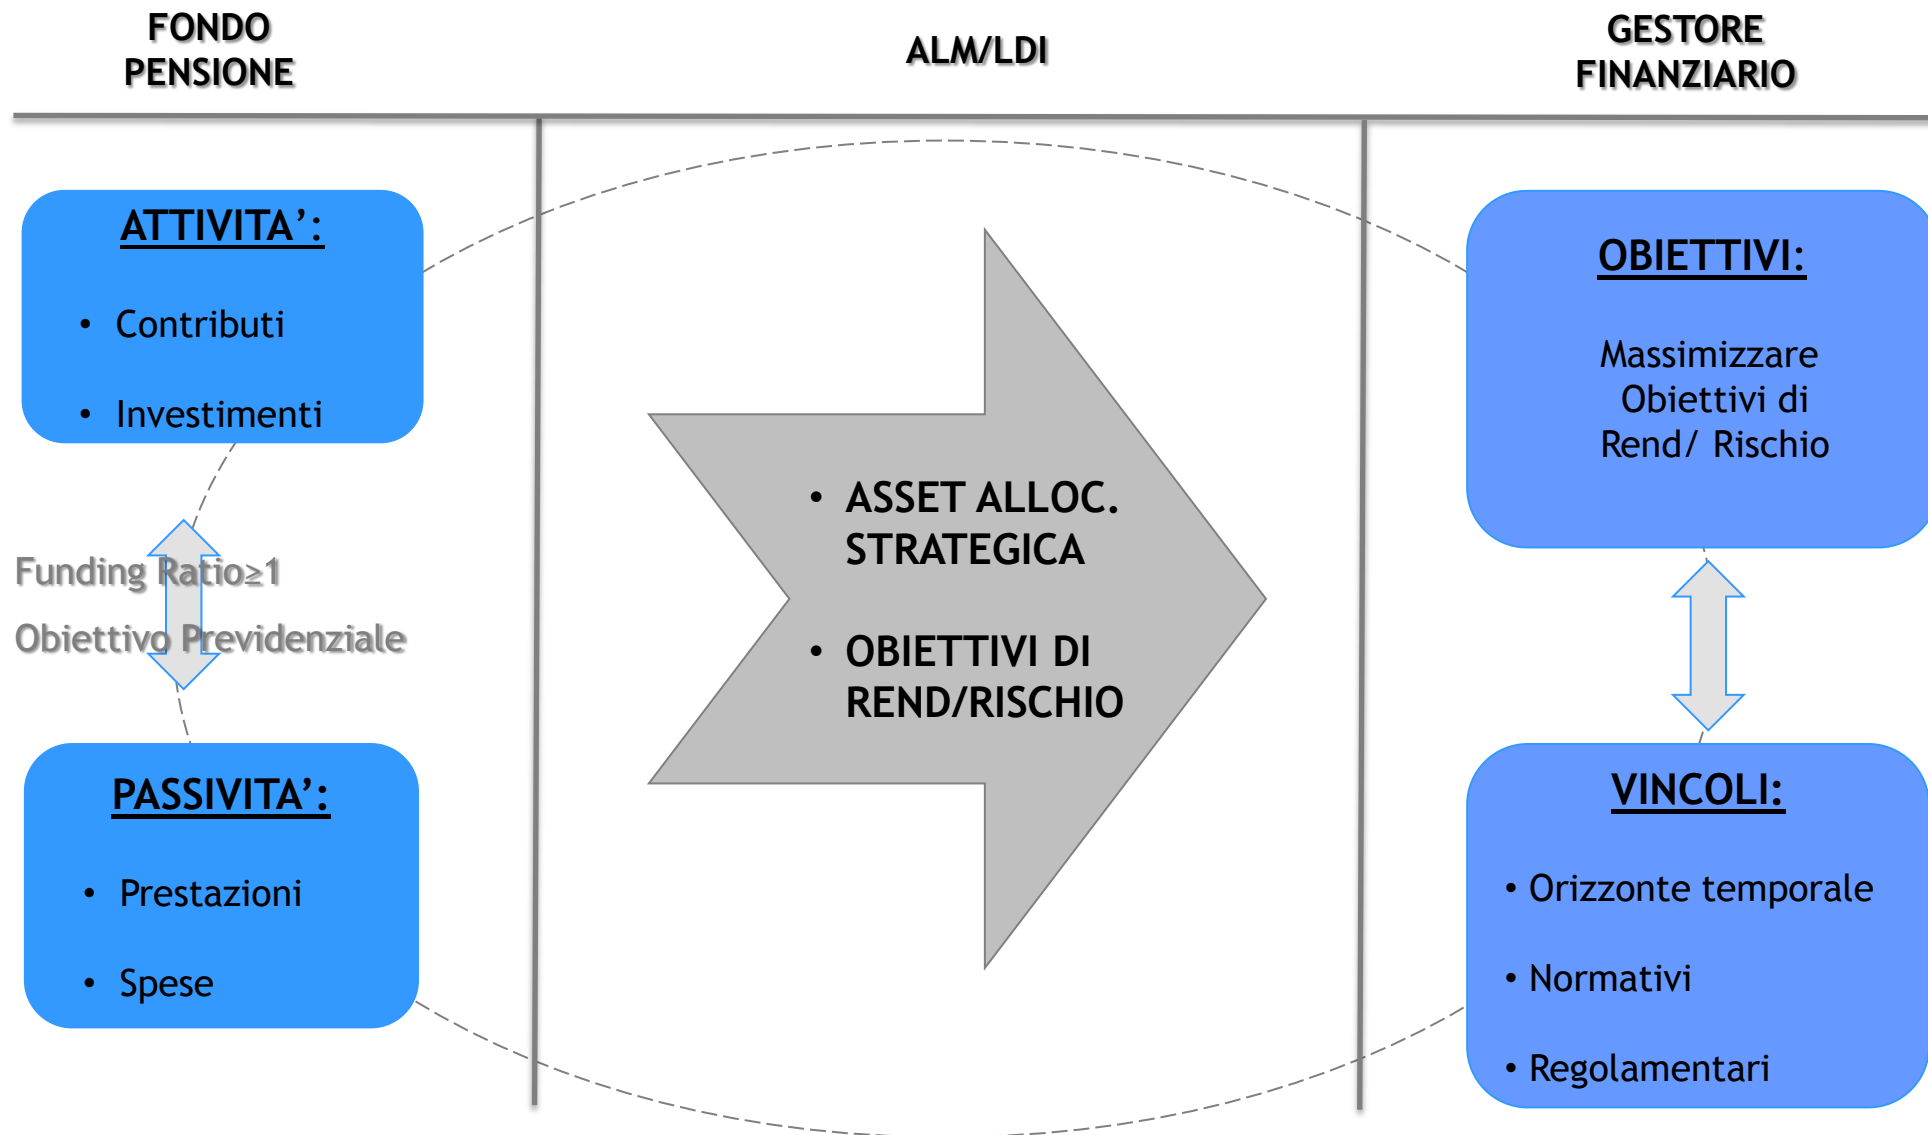 FONDO
PENSIONE
ALM/LDI
GESTORE
FINANZIARIO
ATTIVITA’:
• Contributi
• Investimenti
Funding Ratio≥1
Obiettivo Previdenziale
PASSIVITA’:
• Prestazioni
• Spese
• ASSET ALLOC.
STRATEGICA
• OBIETTIVI DI
REND/RISCHIO
OBIETTIVI:
Massimizzare
Obiettivi di
Rend/ Rischio
VINCOLI:
• Orizzonte temporale
• Normativi
• Regolamentari